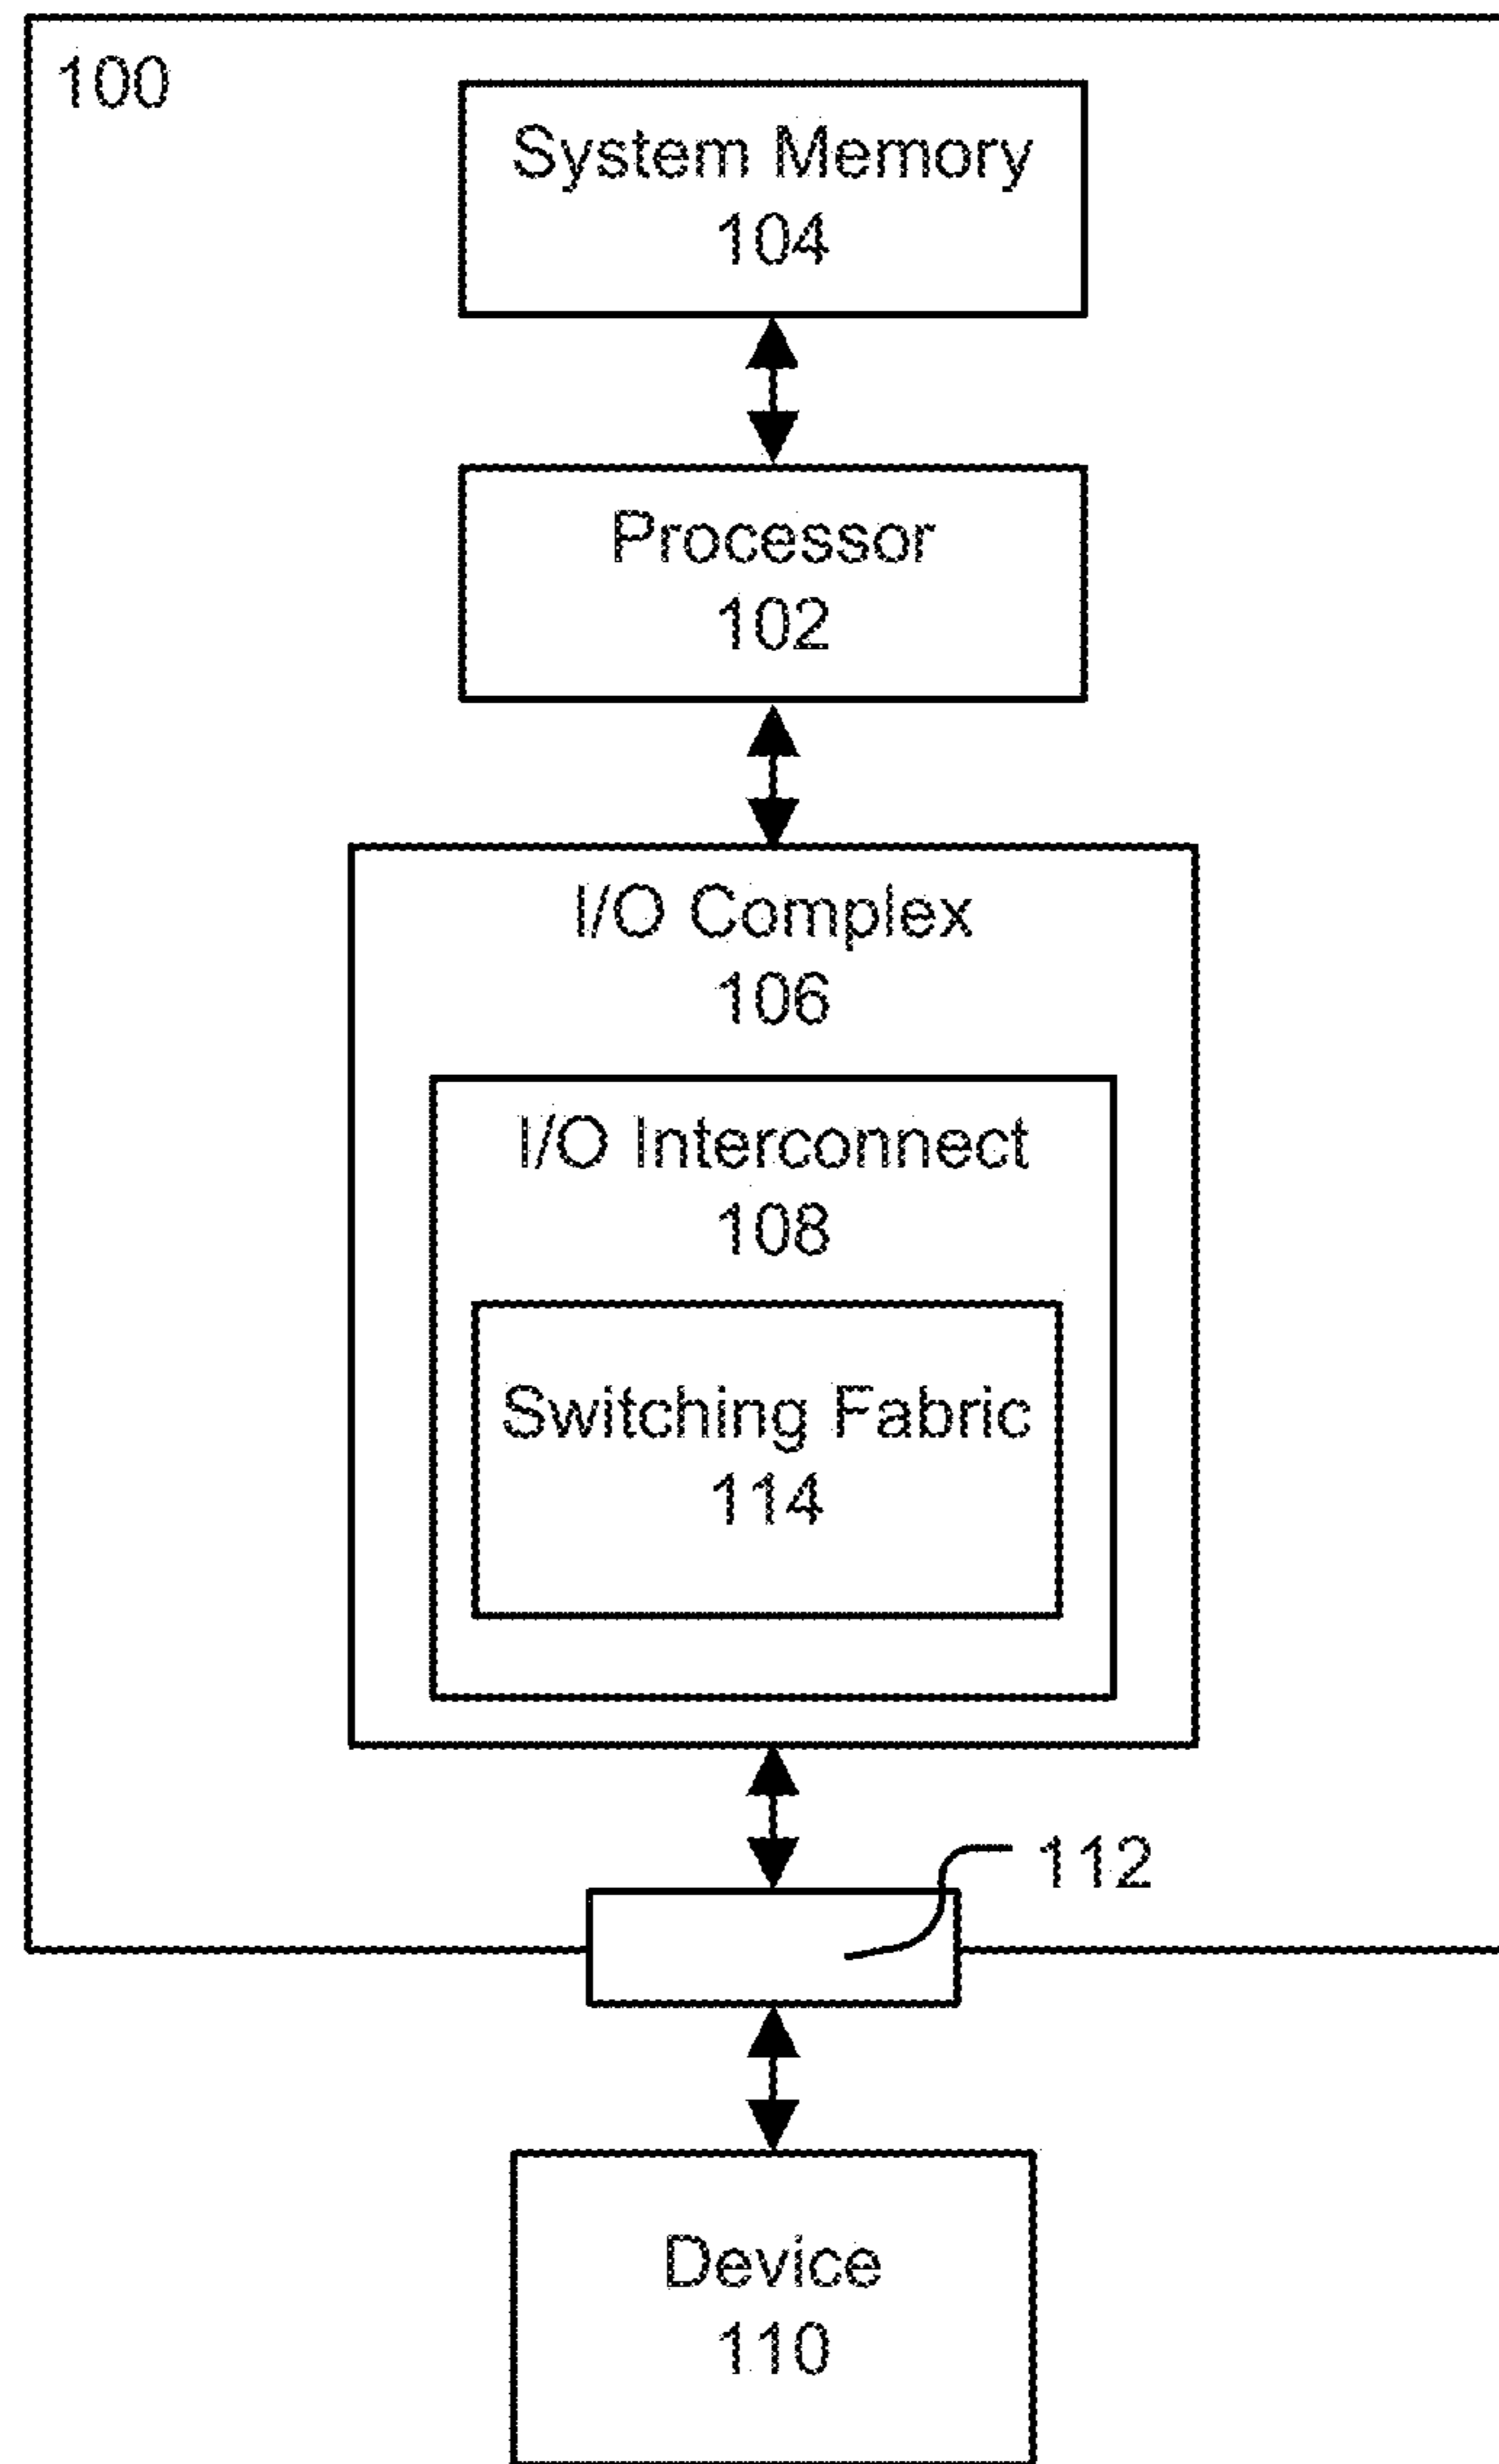 100
System Memory
104
Processor
102
I/O Complex
106
I/O Interconnect
108
Switching Fabric
114
112
Device
110